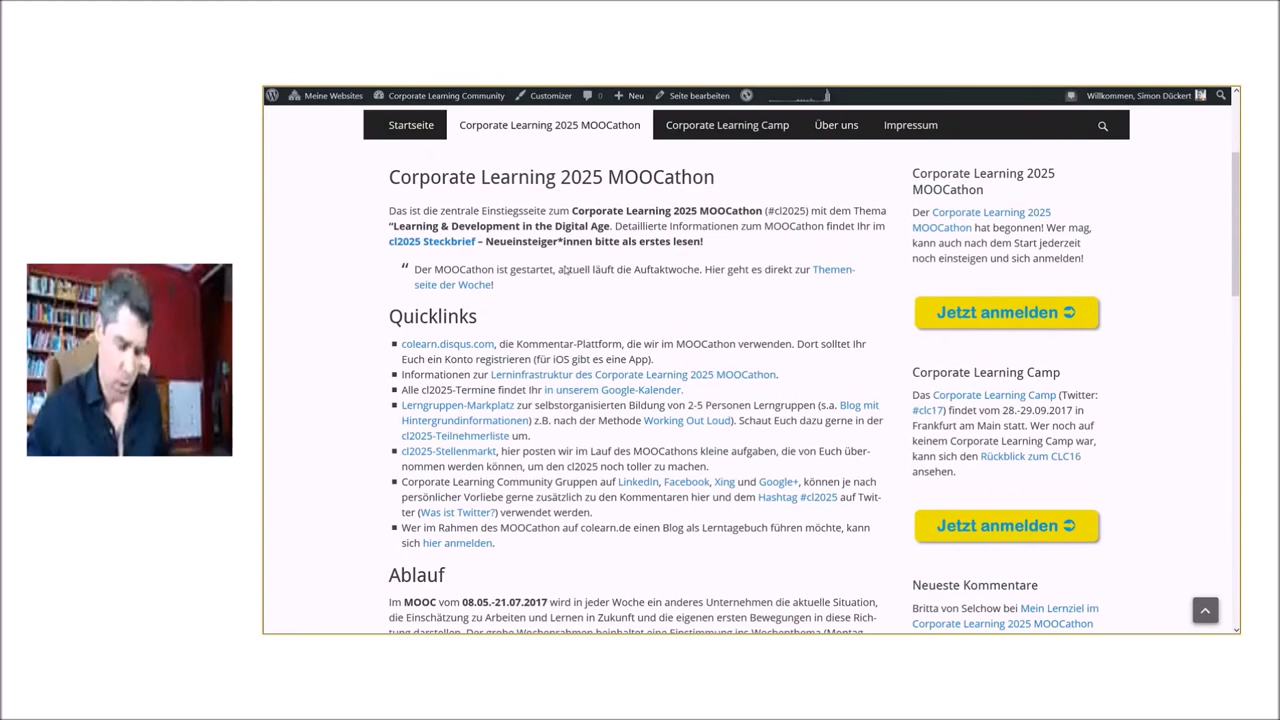 Meine Websites Corporate Learning Community Customizer 0 Neu Seite bearbeiten Willkommen, Simon Dückert
Startseite Corporate Learning 2025 MOOCathon Corporate Learning Camp Über uns Impressum
Corporate Learning 2025 MOOCathon
Das ist die zentrale Einstiegsseite zum Corporate Learning 2025 MOOCathon (#cl2025) mit dem Thema
"Learning & Development in the Digital Age. Detaillierte Informationen zum MOOCathon findet Ihr im
cl2025 Steckbrief – Neueinsteiger*innen bitte als erstes lesen!
“ Der MOOCathon ist gestartet, aktuell läuft die Auftaktwoche. Hier geht es direkt zur Themen-
seite der Woche!
Quicklinks
colearn.disqus.com, die Kommentar-Plattform, die wir im MOOCathon verwenden. Dort solltet Ihr
Euch ein Konto registrieren (für iOS gibt es eine App).
Informationen zur Lerninfrastruktur des Corporate Learning 2025 MOOCathon.
Alle cl2025-Termine findet Ihr in unserem Google-Kalender.
Lerngruppen-Markplatz zur selbstorganisierten Bildung von 2-5 Personen Lerngruppen (s.a. Blog mit
Hintergrundinformationen) z.B. nach der Methode Working Out Loud). Schaut Euch dazu gerne in der
cl2025-Teilnehmerliste um.
cl2025-Stellenmarkt, hier posten wir im Lauf des MOOCathons kleine aufgaben, die von Euch über-
nommen werden können, um den cl2025 noch toller zu machen.
Corporate Learning Community Gruppen auf LinkedIn, Facebook, Xing und Google+, können je nach
persönlicher Vorliebe gerne zusätzlich zu den Kommentaren hier und dem Hashtag #cl2025 auf Twit-
ter (Was ist Twitter?) verwendet werden.
Wer im Rahmen des MOOCathon auf colearn.de einen Blog als Lerntagebuch führen möchte, kann
sich hier anmelden.
Ablauf
Im MOOC vom 08.05.-21.07.2017 wird in jeder Woche ein anderes Unternehmen die aktuelle Situation,
die Einschätzung zu Arbeiten und Lernen in Zukunft und die eigenen ersten Bewegungen in diese Rich-
tung darstellen. Der grobe Wochenrahmen beinhaltet eine Einstimmung ins Wochenthema (Montag
Corporate Learning 2025
MOOCathon
Der Corporate Learning 2025
MOOCathon hat begonnen! Wer mag,
kann auch nach dem Start jederzeit
noch einsteigen und sich anmelden!
Jetzt anmelden
Corporate Learning Camp
Das Corporate Learning Camp (Twitter:
#clc17) findet vom 28.-29.09.2017 in
Frankfurt am Main statt. Wer noch auf
keinem Corporate Learning Camp war,
kann sich den Rückblick zum CLC16
ansehen.
Jetzt anmelden
Neueste Kommentare
Britta von Selchow bei Mein Lernziel im
Corporate Learning 2025 MOOCathon